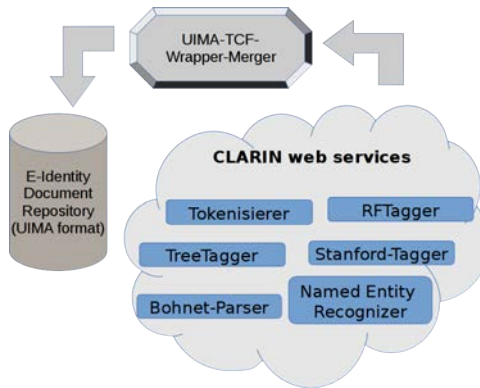 UIMA-TCF-
Wrapper-Merger
E-Identity
Document
Repository
(UIMA format)
CLARIN web services
Tokenisierer
RFTagger
TreeTagger
Stanford-Tagger
Bohnet-Parser
Named Entity
Recognizer